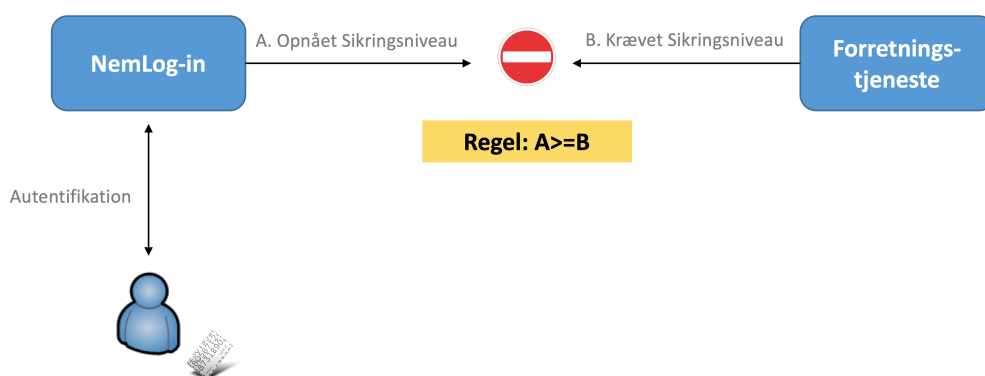 NemLog-in
A. Opnået Sikringsniveau
B. Krævet Sikringsniveau
Forretnings-
tjeneste
Regel: A>=B
Autentifikation